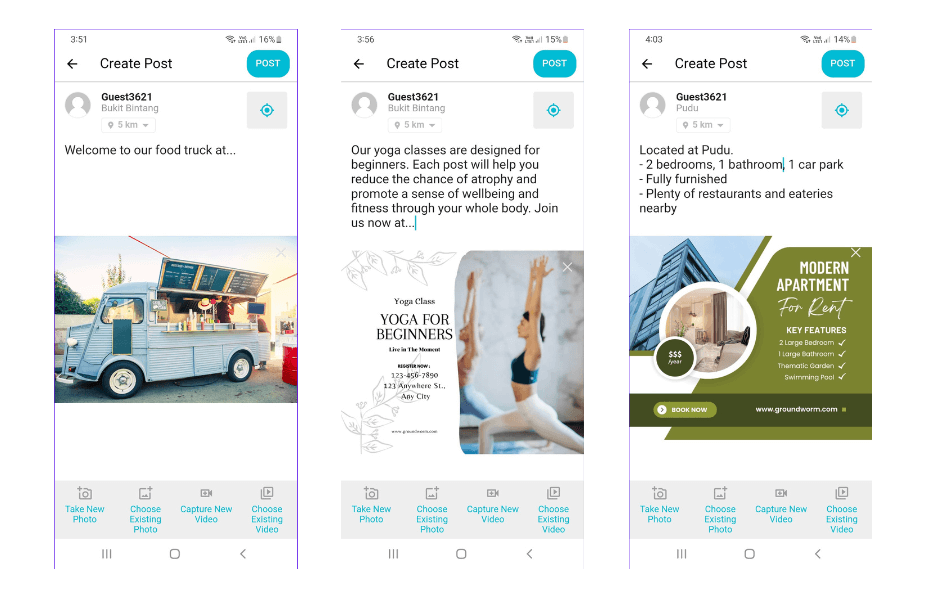 3:51
16%
Create Post
POST
Guest3621
Bukit Bintang
5 km
Welcome to our food truck at...
Take New
Photo
Choose
Existing
Photo
Capture New
Video
Choose
Existing
Video
3:56
15%
Create Post
POST
Guest3621
Bukit Bintang
5 km
Our yoga classes are designed for
beginners. Each post will help you
reduce the chance of atrophy and
promote a sense of wellbeing and
fitness through your whole body. Join
us now at...
Yoga Class
YOGA FOR
BEGINNERS
Live in The Moment
REGISTER NOW :
123-456-7890
123 Anywhere St.,
Any City
www.groundworm.com
Take New
Photo
Choose
Existing
Photo
Capture New
Video
Choose
Existing
Video
4:03
14%
Create Post
POST
Guest3621
Pudu
5 km
Located at Pudu.
- 2 bedrooms, 1 bathroom, 1 car park
- Fully furnished
- Plenty of restaurants and eateries
nearby
MODERN
APARTMENT
For Rent
KEY FEATURES
2 Large Bedroom
1 Large Bathroom
Thematic Garden
Swimming Pool
$$$
/year
BOOK NOW
www.groundworm.com
Take New
Photo
Choose
Existing
Photo
Capture New
Video
Choose
Existing
Video